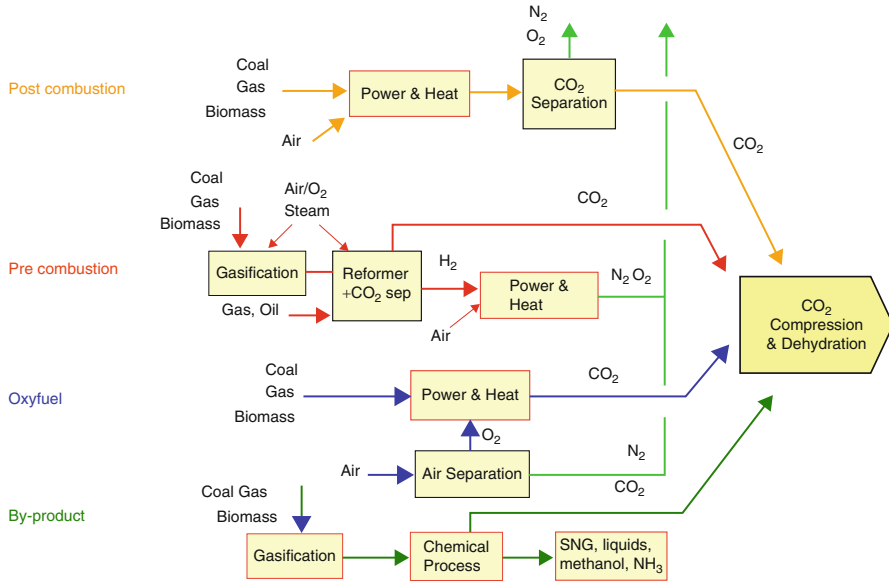 N₂
O₂
Coal
Gas
Biomass
Post combustion
Power & Heat
CO₂
Separation
Air
CO₂
Coal
Gas
Biomass
Air/O₂
Steam
CO₂
Pre combustion
Gasification
Reformer
+CO₂ sep
H₂
Power &
Heat
N₂ O₂
Gas, Oil
Air
CO₂
Compression
& Dehydration
Coal
Gas
Biomass
Oxyfuel
Power & Heat
CO₂
O₂
Air
Air Separation
N₂
CO₂
Coal Gas
Biomass
By-product
Gasification
Chemical
Process
SNG, liquids,
methanol, NH₃